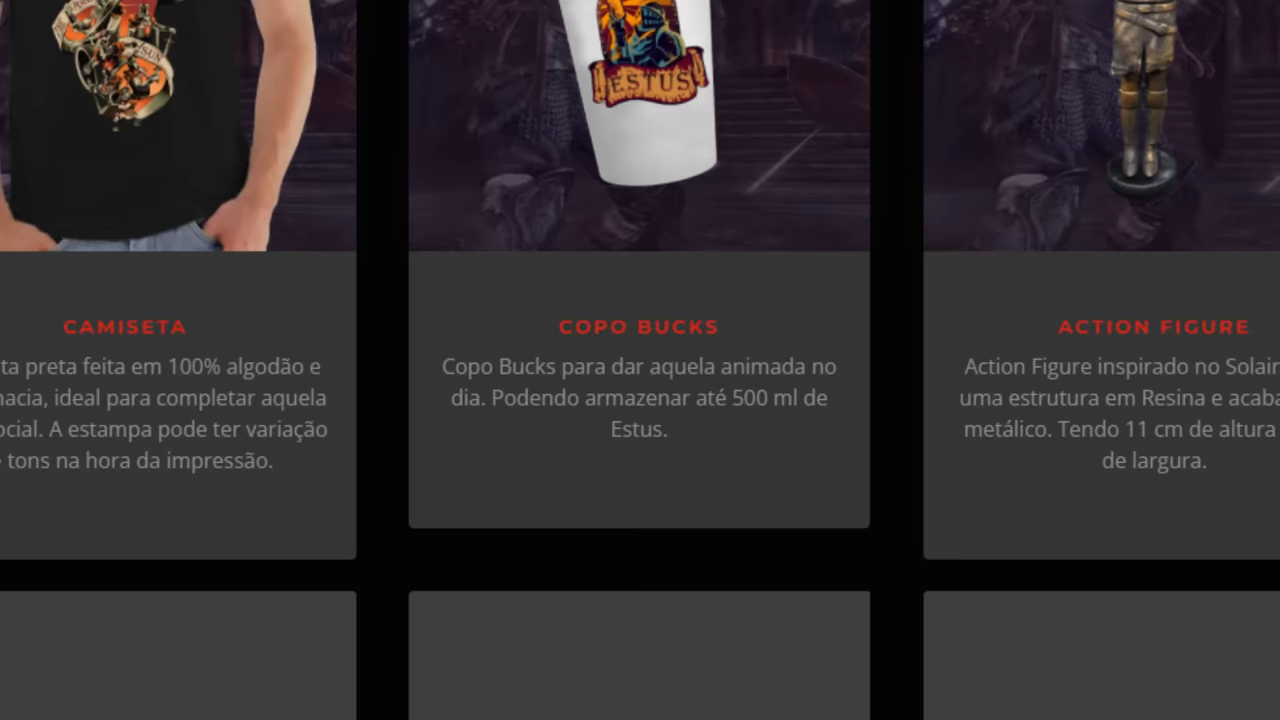 SUN
ESTUS
CAMISETA
ta preta feita em 100% algodão e
acia, ideal para completar aquela
ocial. A estampa pode ter variação
tons na hora da impressão.
COPO BUCKS
Copo Bucks para dar aquela animada no
dia. Podendo armazenar até 500 ml de
Estus.
ACTION FIGURE
Action Figure inspirado no Solair
uma estrutura em Resina e acaba
metálico. Tendo 11 cm de altura
de largura.